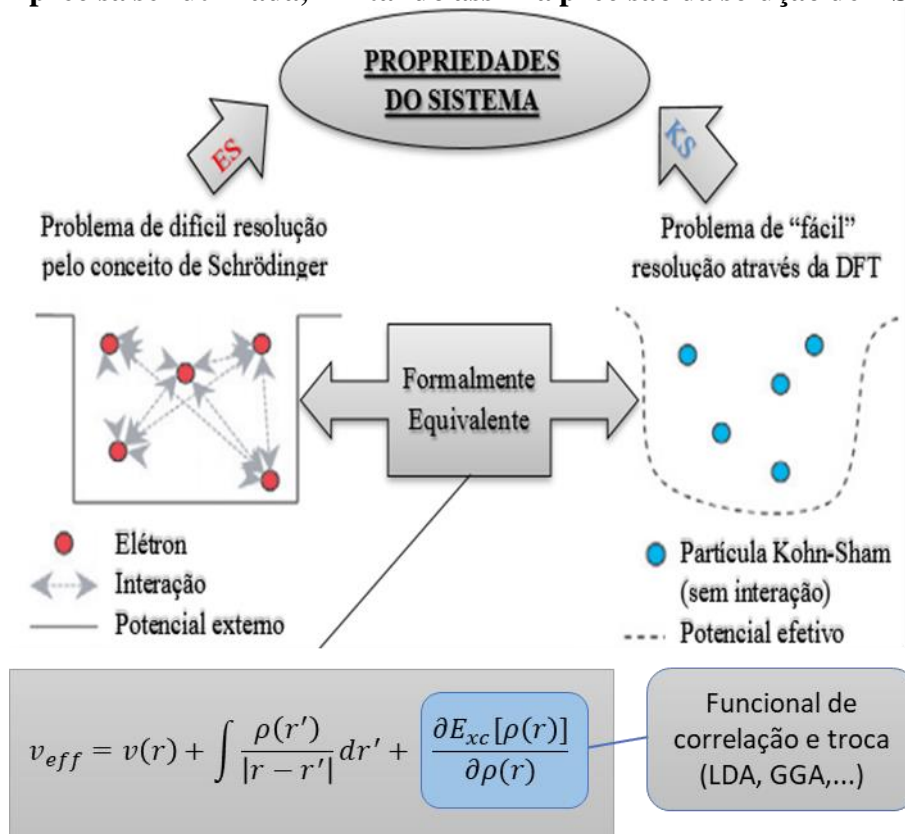 PROPRIEDADES
DO SISTEMA
ES
KS
Problema de difícil resolução
pelo conceito de Schrödinger
Problema de “fácil”
resolução através da DFT
Formalmente
Equivalente
Elétron
Interação
Potencial externo
Partícula Kohn-Sham
(sem interação)
Potencial efetivo
v_{eff} = v(r) + ∫ ρ(r′)/|r − r′| dr′ + ∂E_{xc}[ρ(r)]/∂ρ(r)
Funcional de
correlação e troca
(LDA, GGA,...)